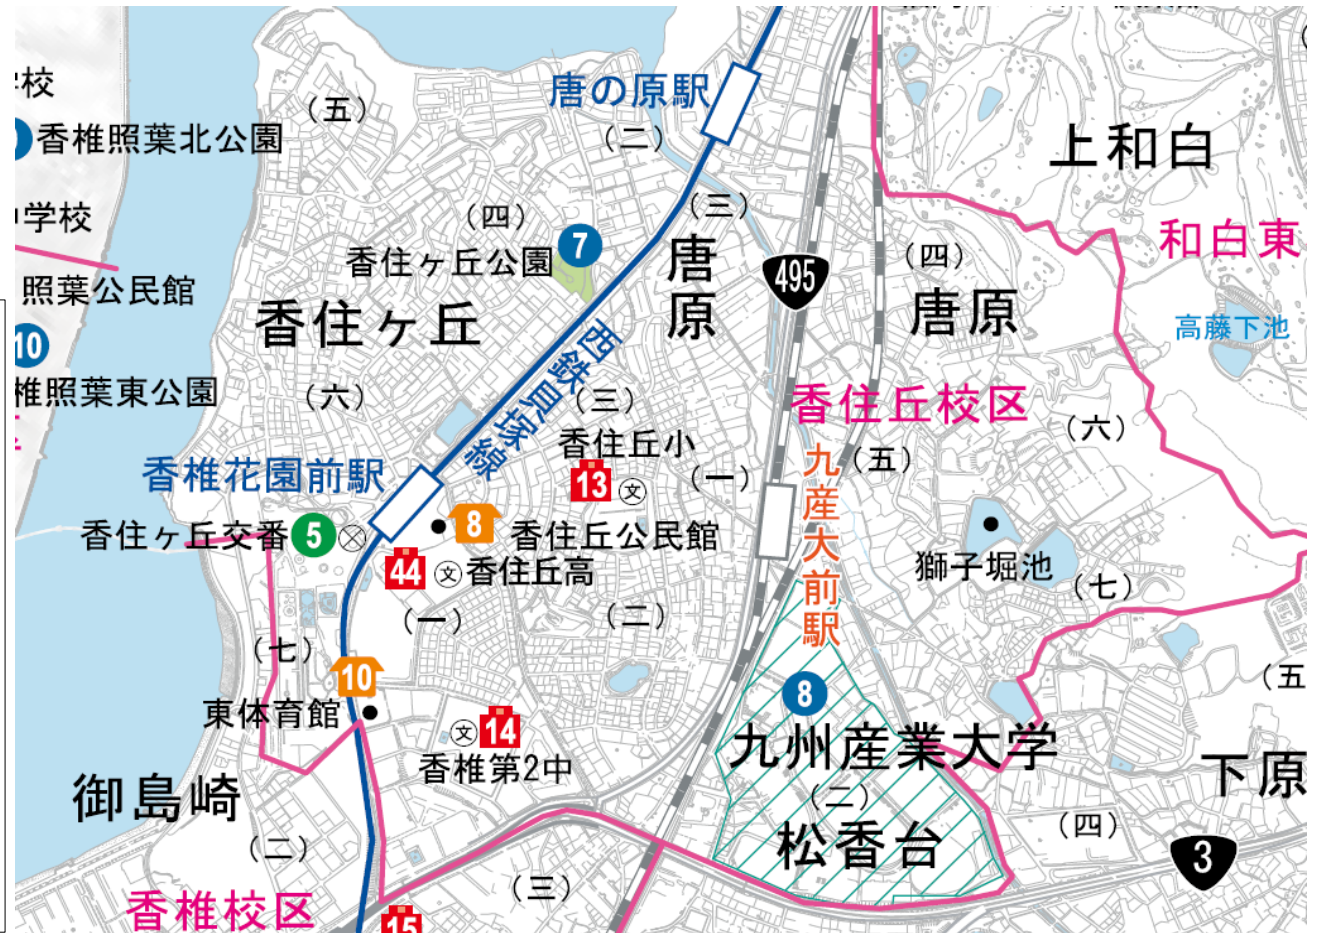 校
香椎照葉北公園
学校
照葉公民館
10
椎照葉東公園
(五)
唐の原駅
(二)
上和白
(四)
7
香住ヶ丘公園
(三)
唐原
495
(四)
唐原
和白東
高藤下池
香住ヶ丘
西鉄貝塚線
(六)
(三)
香住丘校区
(六)
香椎花園前駅
香住丘小
13
文
(一)
九産大前駅
(五)
香住ヶ丘交番
5
8
香住丘公民館
44
文
香住丘高
獅子堀池
(七)
(一)
(二)
(七)
10
東体育館
文
14
香椎第2中
8
九州産業大学
(二)
松香台
(五
下原
御島崎
(二)
(四)
3
(三)
香椎校区
15